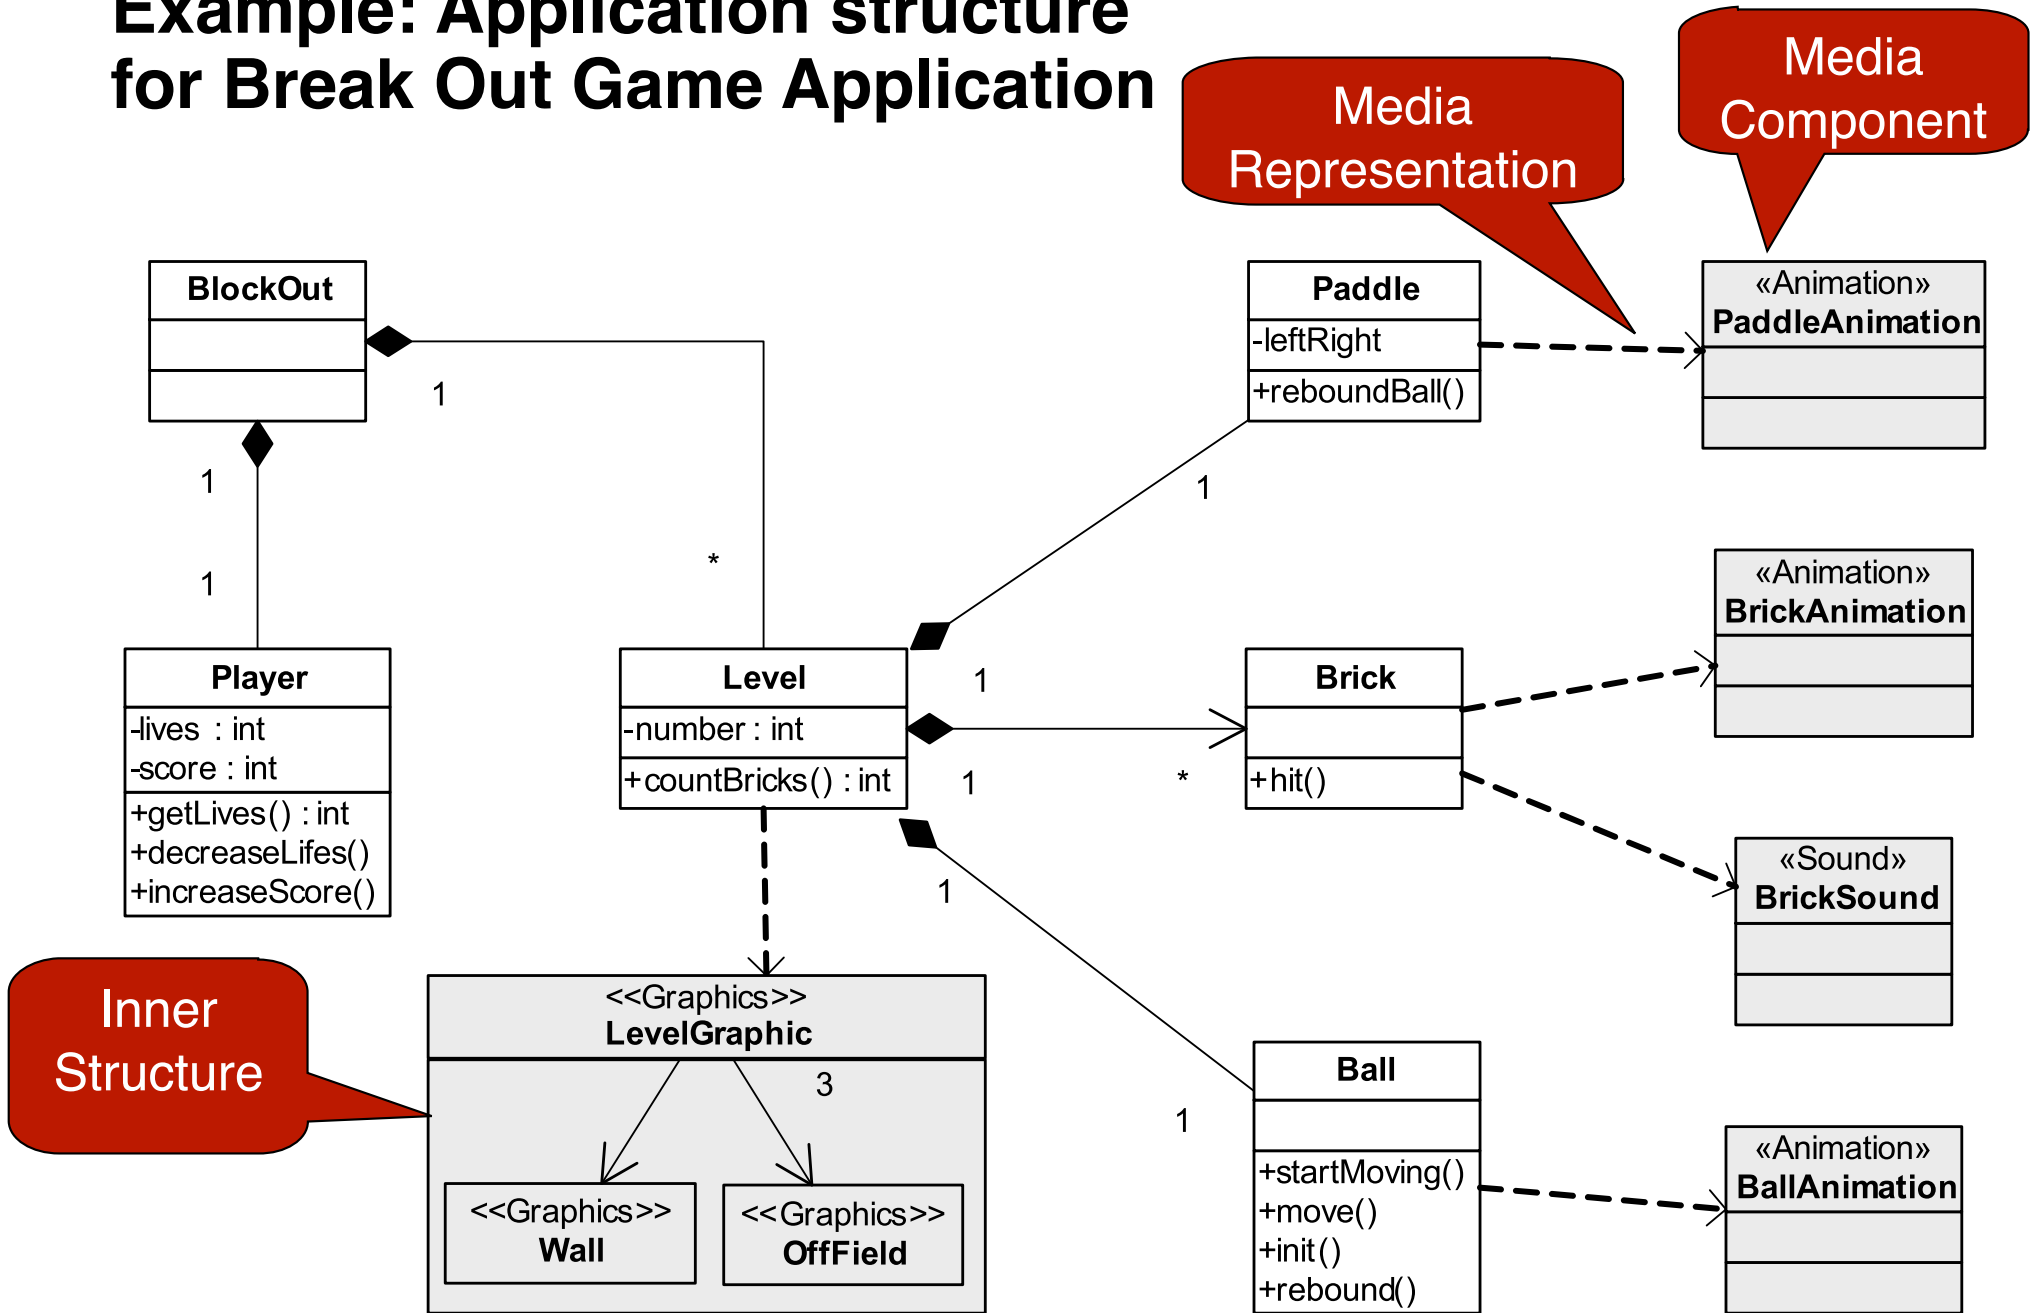 Example: Application structure
for Break Out Game Application
Media
Representation
Media
Component
BlockOut
1
1
1
*
Player
-lives : int
-score : int
+getLives() : int
+decreaseLifes()
+increaseScore()
Level
-number : int
+countBricks() : int
1
1
1
1
*
1
Paddle
-leftRight
+reboundBall()
«Animation»
PaddleAnimation
Brick
+hit()
«Animation»
BrickAnimation
«Sound»
BrickSound
Ball
+startMoving()
+move()
+init()
+rebound()
«Animation»
BallAnimation
Inner
Structure
<<Graphics>>
LevelGraphic
3
<<Graphics>>
Wall
<<Graphics>>
OffField